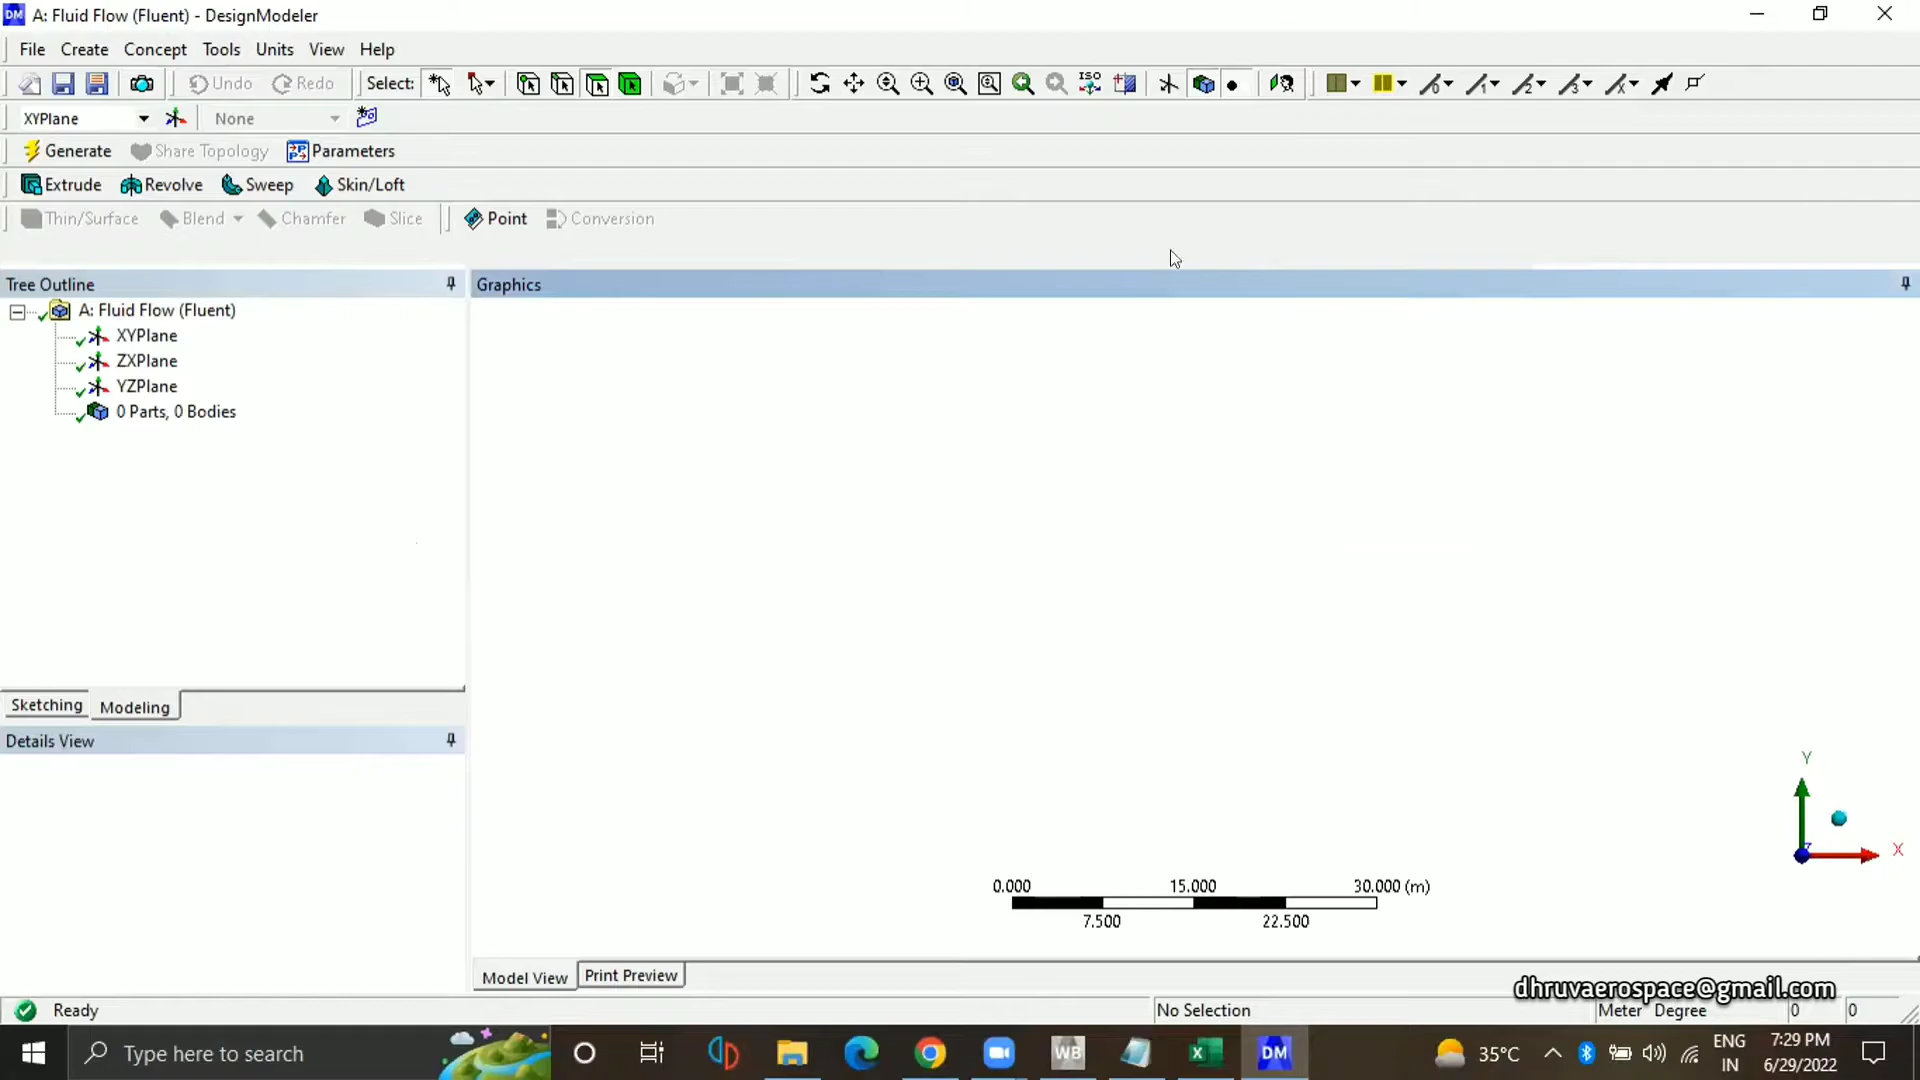 DM A: Fluid Flow (Fluent) - DesignModeler
File Create Concept Tools Units View Help
Undo Redo Select: ISO
XYPlane None
Generate Share Topology Parameters
Extrude Revolve Sweep Skin/Loft
Thin/Surface Blend Chamfer Slice Point Conversion
Tree Outline
Graphics
A: Fluid Flow (Fluent)
XYPlane
ZXPlane
YZPlane
0 Parts, 0 Bodies
Sketching Modeling
Details View
Y
X
0.000 15.000 30.000 (m)
7.500 22.500
Model View Print Preview
dhruvaerospace@gmail.com
Ready No Selection Meter Degree 0 0
Type here to search WB DM 35°C ENG IN 7:29 PM 6/29/2022